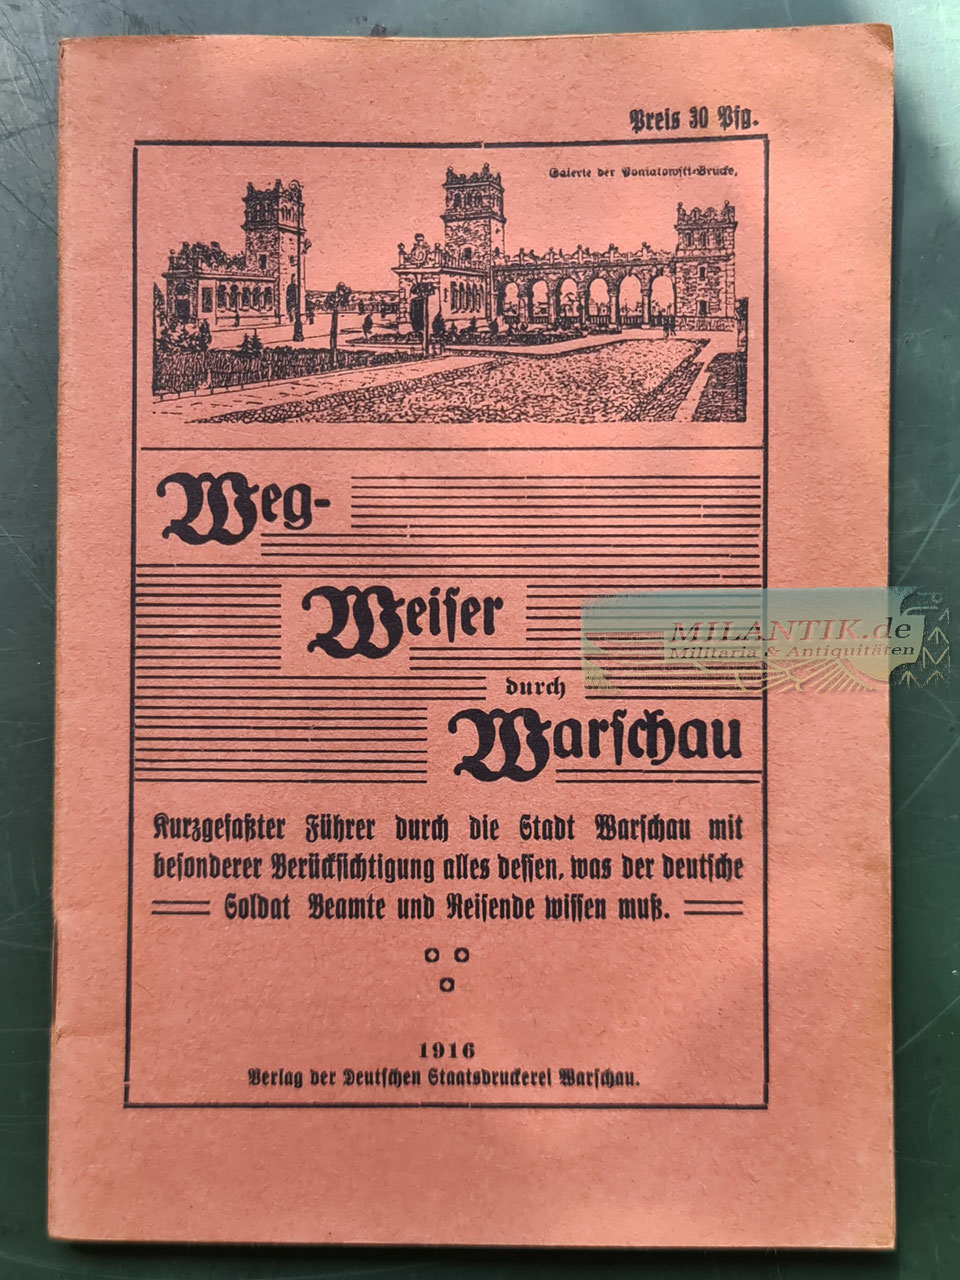 Preis 30 Pfg.
Galerie der Poniatowski-Brücke,
Weg-
Weiser
durch
Warschau
Kurzgefaßter Führer durch die Stadt Warschau mit
besonderer Berücksichtigung alles dessen, was der deutsche
Soldat Beamte und Reisende wissen muß.
1916
Verlag der Deutschen Staatsdruckerei Warschau.
MILANTIK.de
Militaria & Antiquitäten